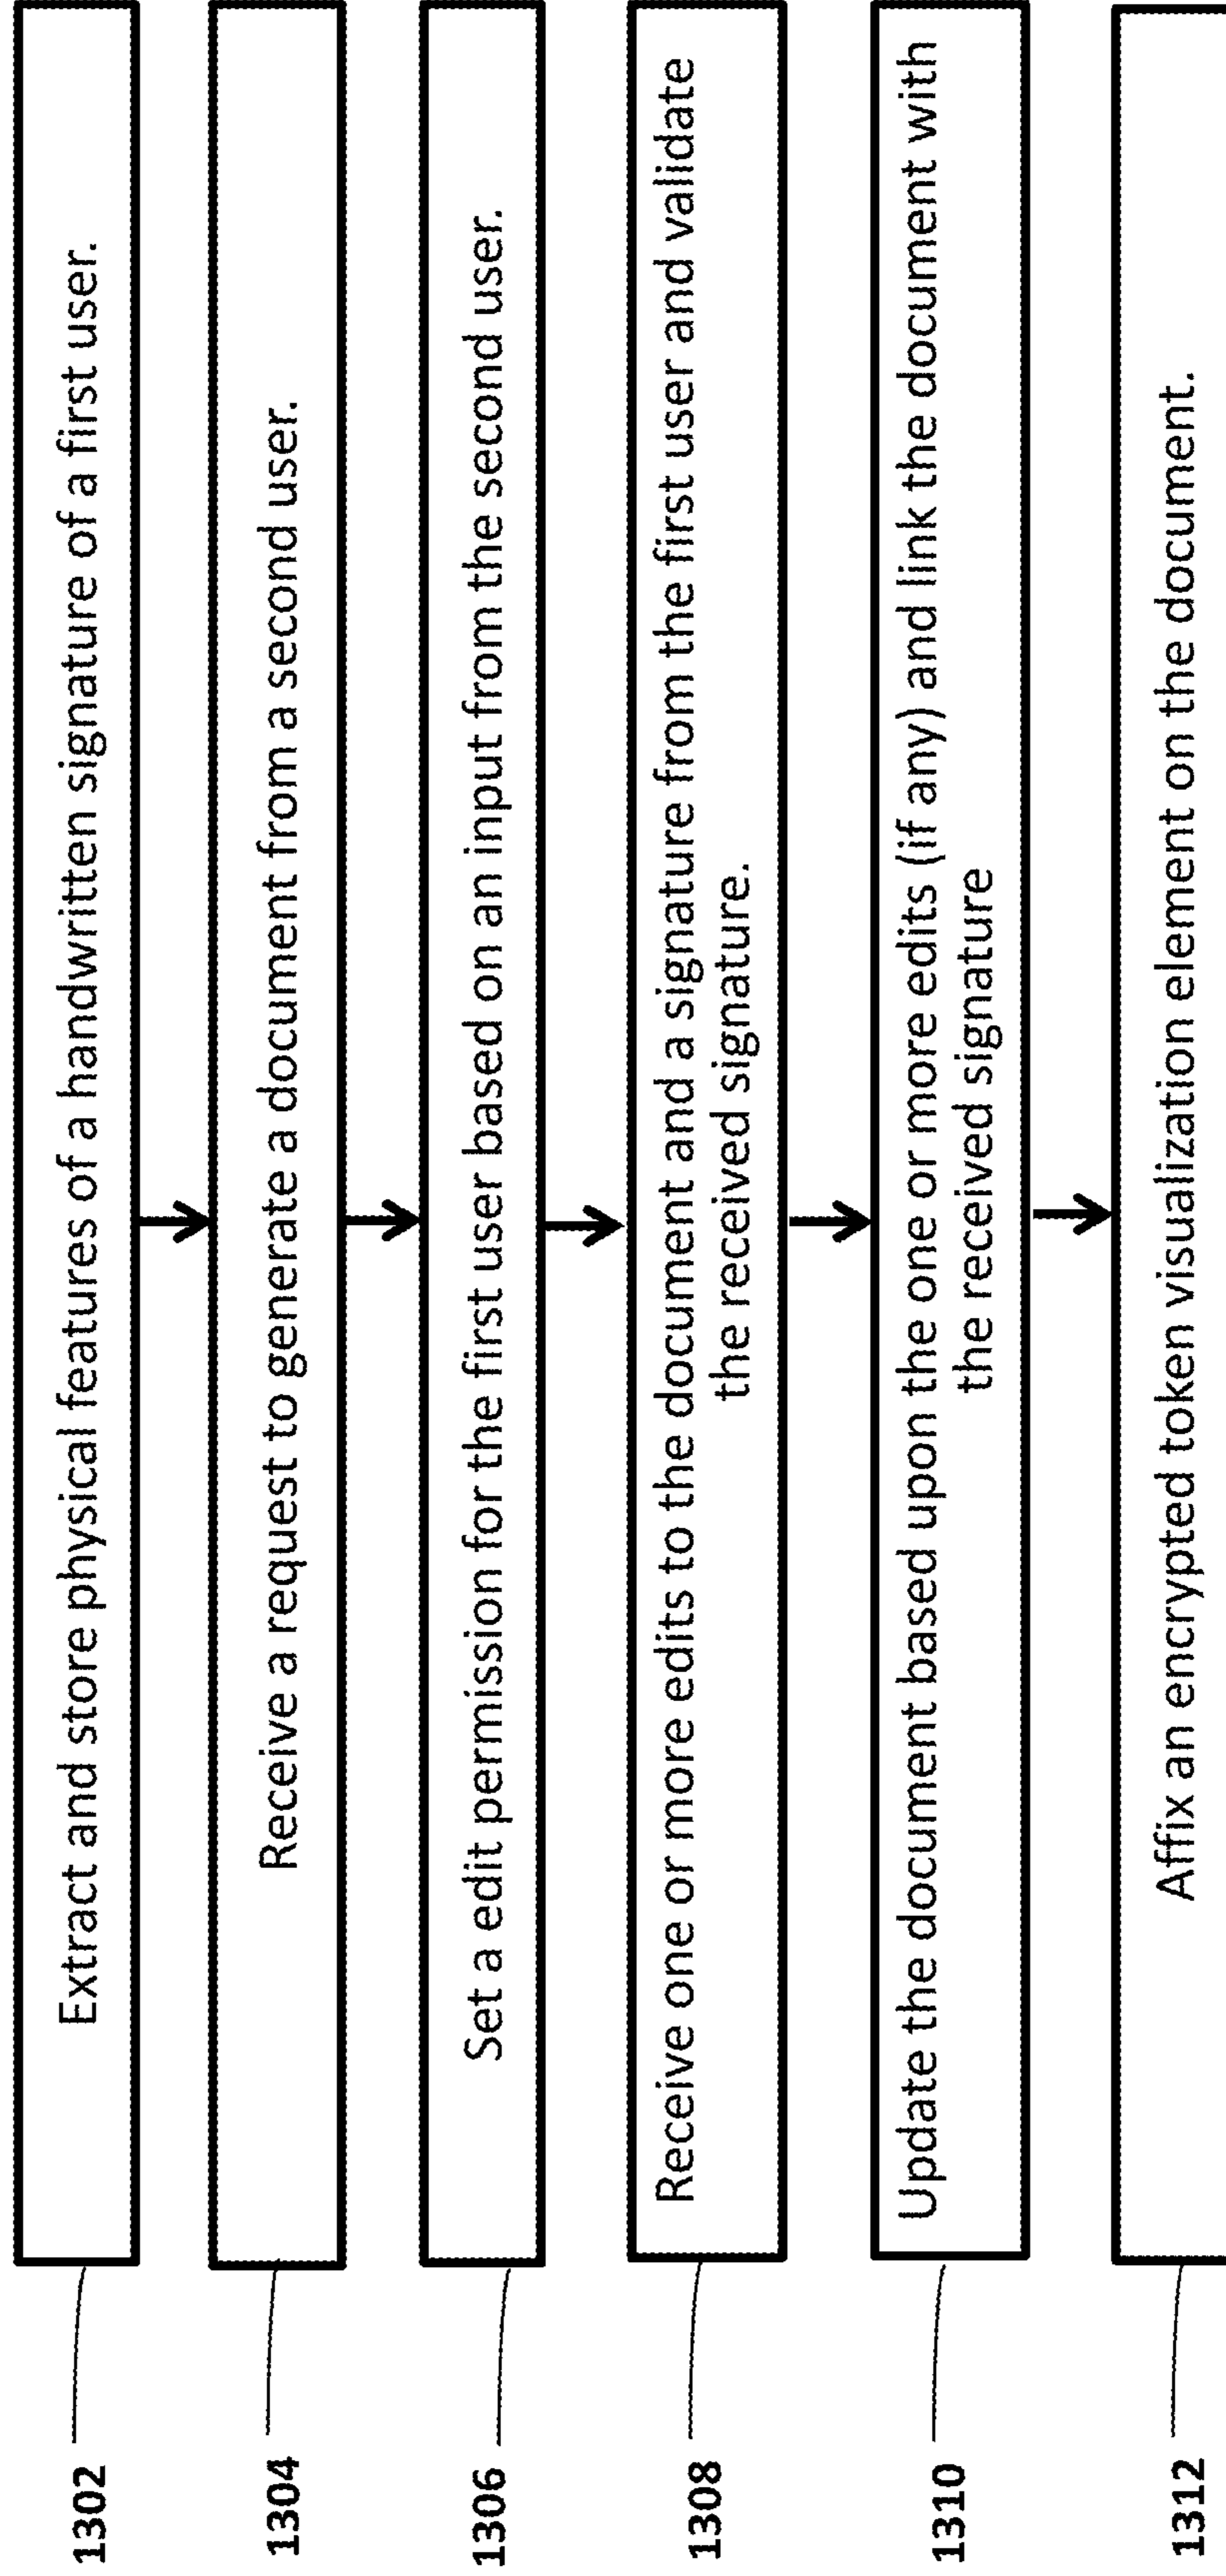 1302
Extract and store physical features of a handwritten signature of a first user.
1304
Receive a request to generate a document from a second user.
1306
Set a edit permission for the first user based on an input from the second user.
1308
Receive one or more edits to the document and a signature from the first user and validate
the received signature.
1310
Update the document based upon the one or more edits (if any) and link the document with
the received signature
1312
Affix an encrypted token visualization element on the document.